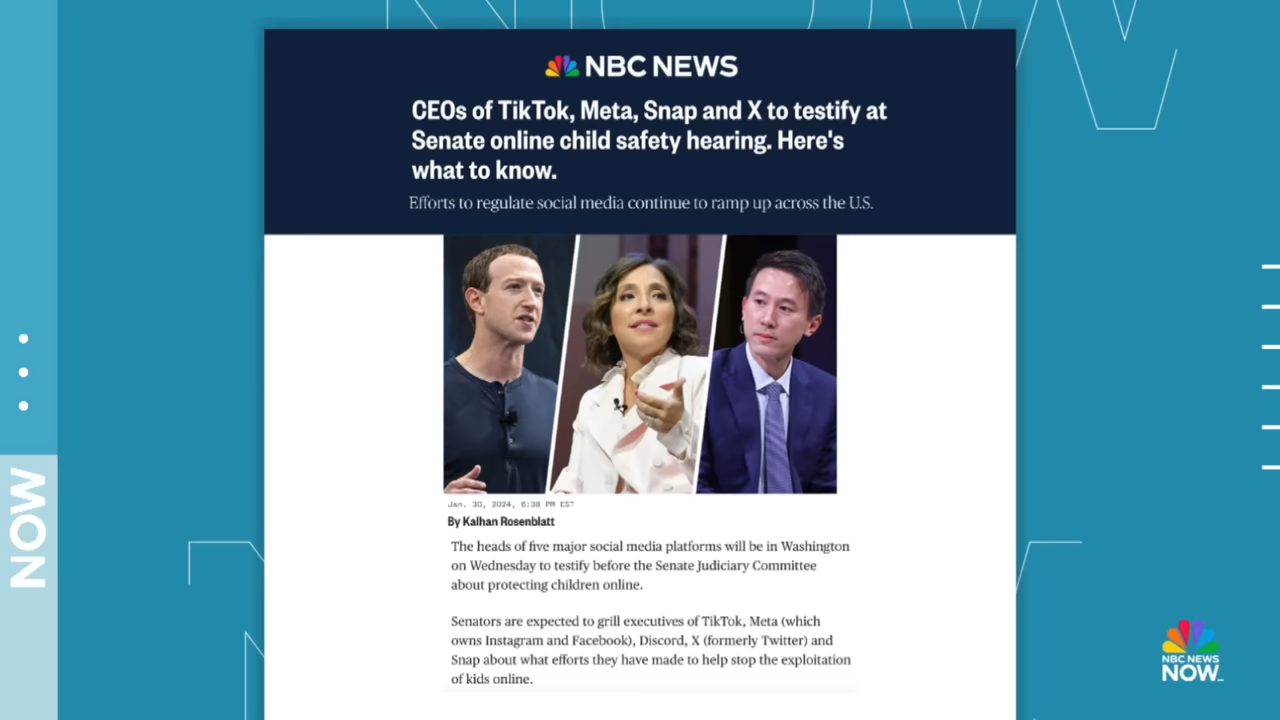 NBC NEWS
CEOs of TikTok, Meta, Snap and X to testify at
Senate online child safety hearing. Here's
what to know.
Efforts to regulate social media continue to ramp up across the U.S.
Jan. 30, 2024, 6:38 PM EST
By Kalhan Rosenblatt
The heads of five major social media platforms will be in Washington
on Wednesday to testify before the Senate Judiciary Committee
about protecting children online.
Senators are expected to grill executives of TikTok, Meta (which
owns Instagram and Facebook), Discord, X (formerly Twitter) and
Snap about what efforts they have made to help stop the exploitation
of kids online.
NOW
NBC NEWS
NOW